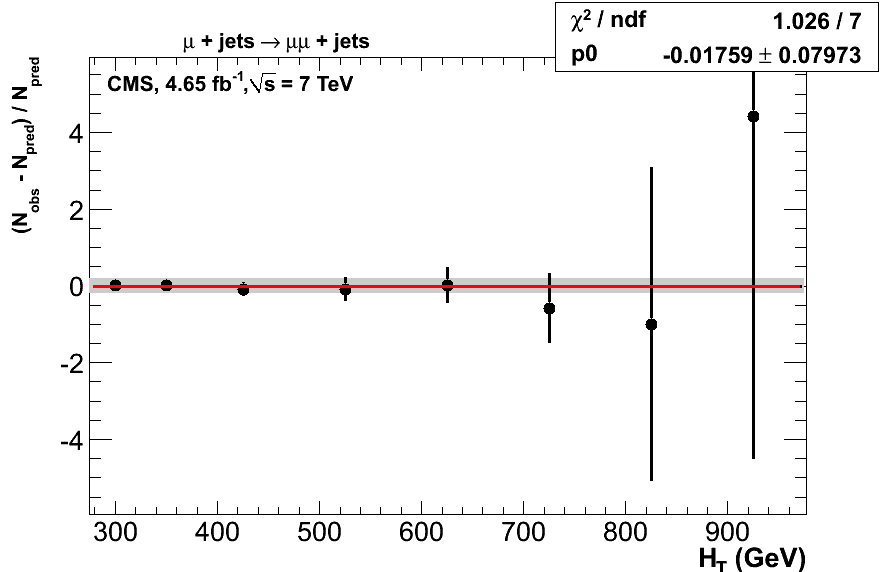 χ² / ndf 1.026 / 7
p0 -0.01759 ± 0.07973
μ + jets → μμ + jets
CMS, 4.65 fb⁻¹,√s = 7 TeV
(N_obs - N_pred) / N_pred
4
2
0
-2
-4
300 400 500 600 700 800 900
H_T (GeV)